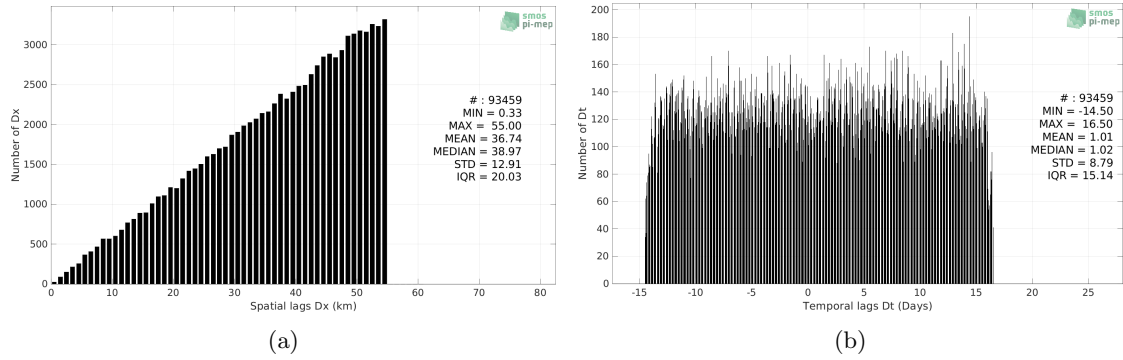 smos
pi-mep
3000
2500
2000
1500
1000
500
0
Number of Dx
# : 93459
MIN = 0.33
MAX = 55.00
MEAN = 36.74
MEDIAN = 38.97
STD = 12.91
IQR = 20.03
0 10 20 30 40 50 60 70 80
Spatial lags Dx (km)
(a)
smos
pi-mep
200
180
160
140
120
100
80
60
40
20
0
Number of Dt
# : 93459
MIN = -14.50
MAX = 16.50
MEAN = 1.01
MEDIAN = 1.02
STD = 8.79
IQR = 15.14
-15 -10 -5 0 5 10 15 20 25
Temporal lags Dt (Days)
(b)